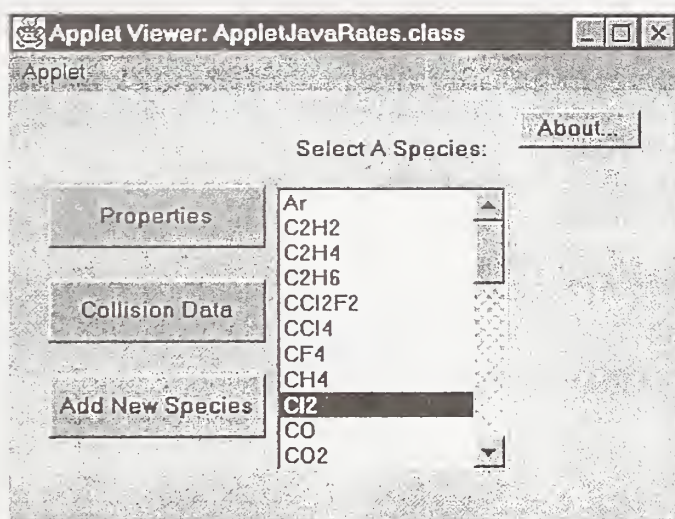 Applet Viewer: AppletJavaRates.class
Applet
About...
Select A Species:
Properties
Collision Data
Add New Species
Ar
C2H2
C2H4
C2H6
CCl2F2
CCl4
CF4
CH4
Cl2
CO
CO2